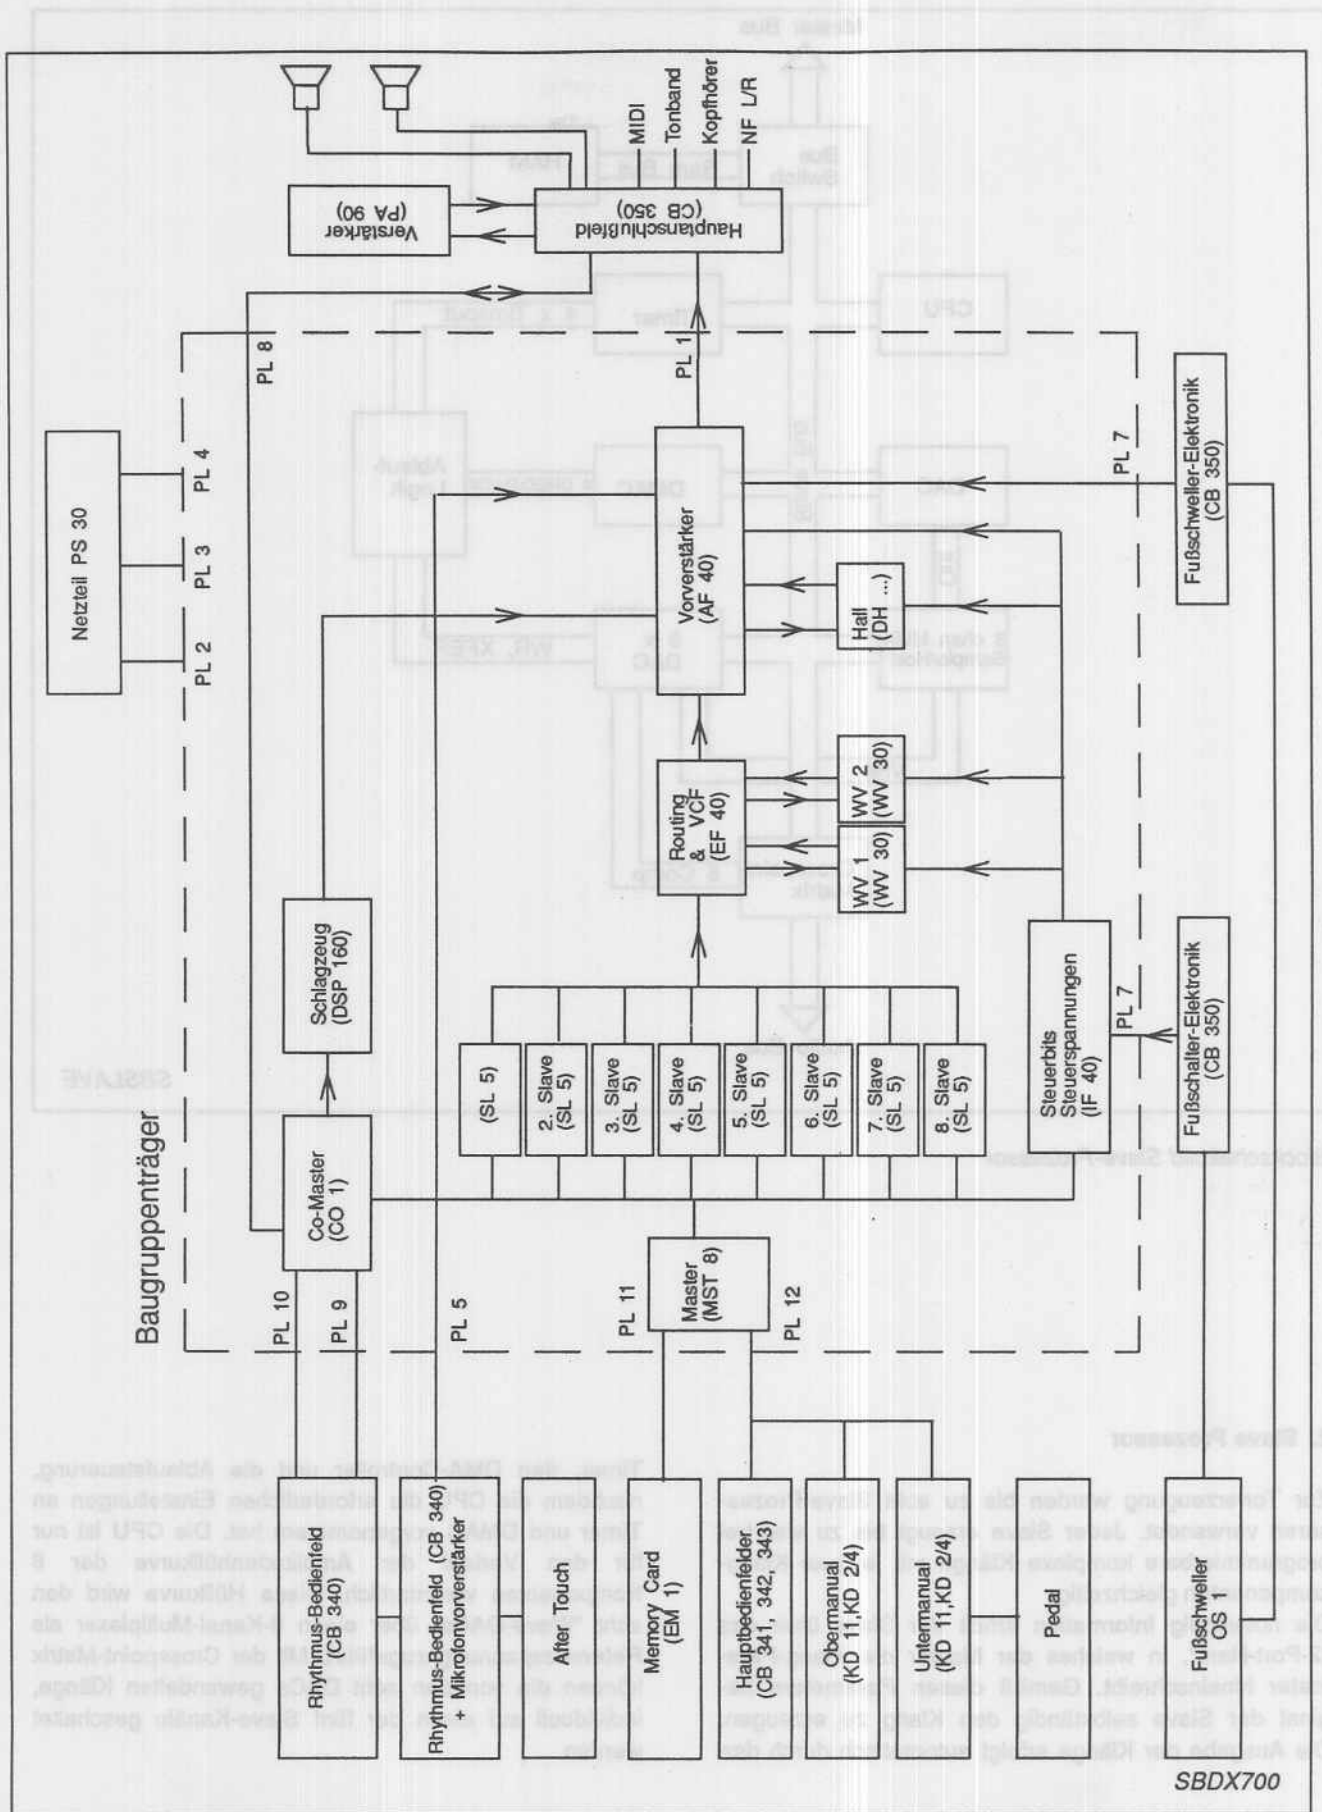 Netzteil PS 30
PL 2
PL 3
PL 4
Verstärker
(PA 90)
Hauptanschlußfeld
(CB 350)
MIDI
Tonband
Kopfhörer
NF L/R
Baugruppenträger
PL 8
PL 10
PL 9
Co-Master
(CO 1)
Schlagzeug
(DSP 160)
PL 5
PL 1
Vorverstärker
(AF 40)
Hall
(DH ...)
Routing
& VCF
(EF 40)
WV 1
(WV 30)
WV 2
(WV 30)
(SL 5)
2. Slave
(SL 5)
3. Slave
(SL 5)
4. Slave
(SL 5)
5. Slave
(SL 5)
6. Slave
(SL 5)
7. Slave
(SL 5)
8. Slave
(SL 5)
PL 11
Master
(MST 8)
PL 12
Steuerbits
Steuerspannungen
(IF 40)
PL 7
PL 7
Fußschalter-Elektronik
(CB 350)
Fußschweller-Elektronik
(CB 350)
Rhythmus-Bedienfeld
(CB 340)
Rhythmus-Bedienfeld (CB 340)
+ Mikrofonvorverstärker
After Touch
Memory Card
(EM 1)
Hauptbedienfelder
(CB 341, 342, 343)
Obermanual
(KD 11,KD 2/4)
Untermanual
(KD 11,KD 2/4)
Pedal
Fußschweller
OS 1
SBDX700